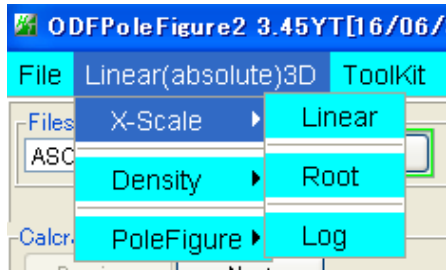 ODFPoleFigure2 3.45YT[16/06/
File Linear(absolute)3D ToolKit
Files X-Scale Linear
ASC
Density Root
Calcr PoleFigure Log